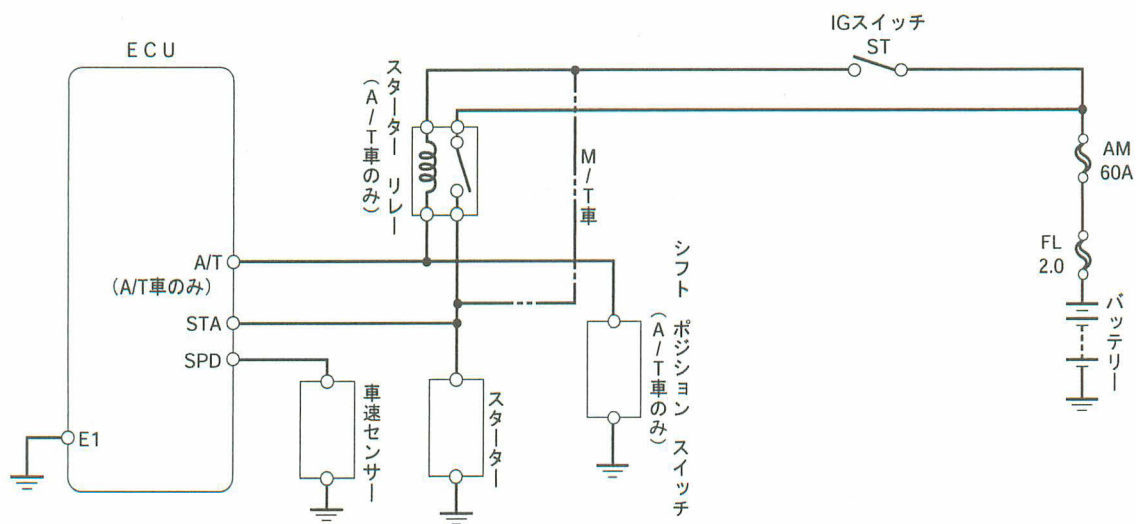 IGスイッチ
ST
ECU
スターター リレー
(A/T車のみ)
M/T車
AM
60A
FL
2.0
バッテリー
A/T
(A/T車のみ)
STA
SPD
E1
車速センサー
スターター
シフト ポジション スイッチ
(A/T車のみ)